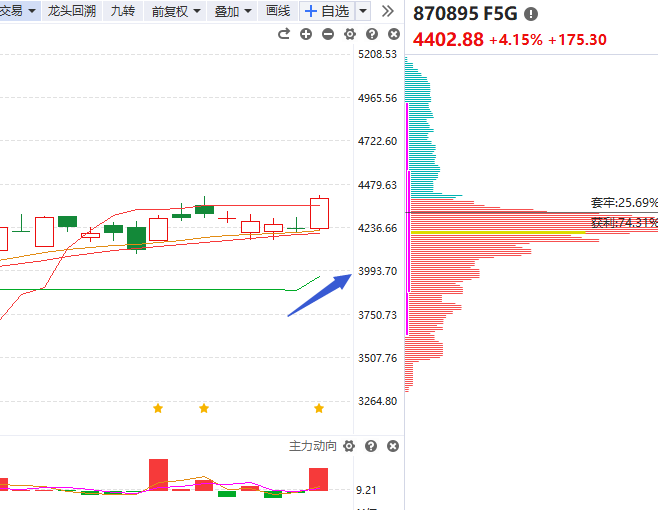 交易 龙头回溯 九转 前复权 叠加 画线 + 自选
870895 F5G
4402.88 +4.15% +175.30
5208.53
4965.56
4722.60
4479.63
4236.66
3993.70
3750.73
3507.76
3264.80
套牢:25.69%
获利:74.31%
主力动向
9.21